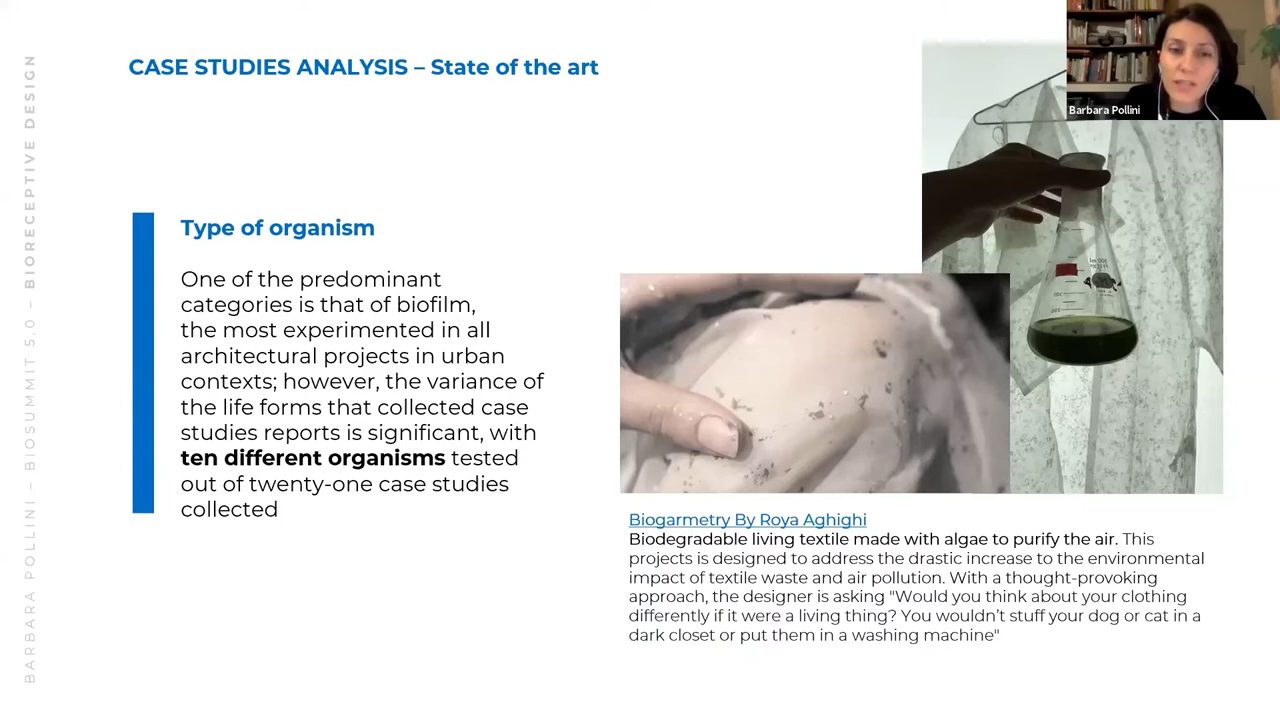 CASE STUDIES ANALYSIS – State of the art
Barbara Pollini
BARBARA POLLINI – BIOSUMMIT 5.0 – BIORECEPTIVE DESIGN
Type of organism
One of the predominant
categories is that of biofilm,
the most experimented in all
architectural projects in urban
contexts; however, the variance of
the life forms that collected case
studies reports is significant, with
ten different organisms tested
out of twenty-one case studies
collected
Biogarmetry By Roya Aghighi
Biodegradable living textile made with algae to purify the air. This
projects is designed to address the drastic increase to the environmental
impact of textile waste and air pollution. With a thought-provoking
approach, the designer is asking "Would you think about your clothing
differently if it were a living thing? You wouldn’t stuff your dog or cat in a
dark closet or put them in a washing machine"